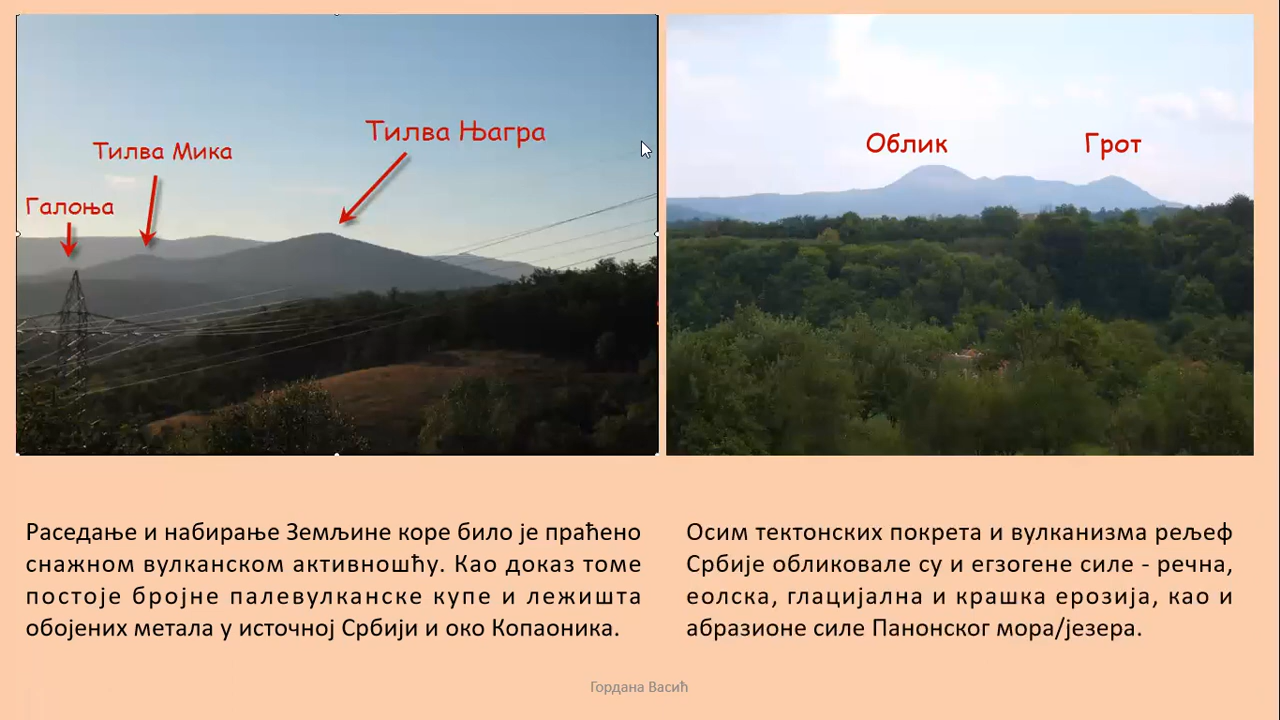 Тилва Њагра
Тилва Мика
Галоња
Облик
Грот
Раседање и набирање Земљине коре било је праћено
снажном вулканском активношћу. Као доказ томе
постоје бројне палевулканске купе и лежишта
обојених метала у источној Србији и око Копаоника.
Осим тектонских покрета и вулканизма рељеф
Србије обликовале су и егзогене силе - речна,
еолска, глацијална и крашка ерозија, као и
абразионе силе Панонског мора/језера.
Гордана Васић